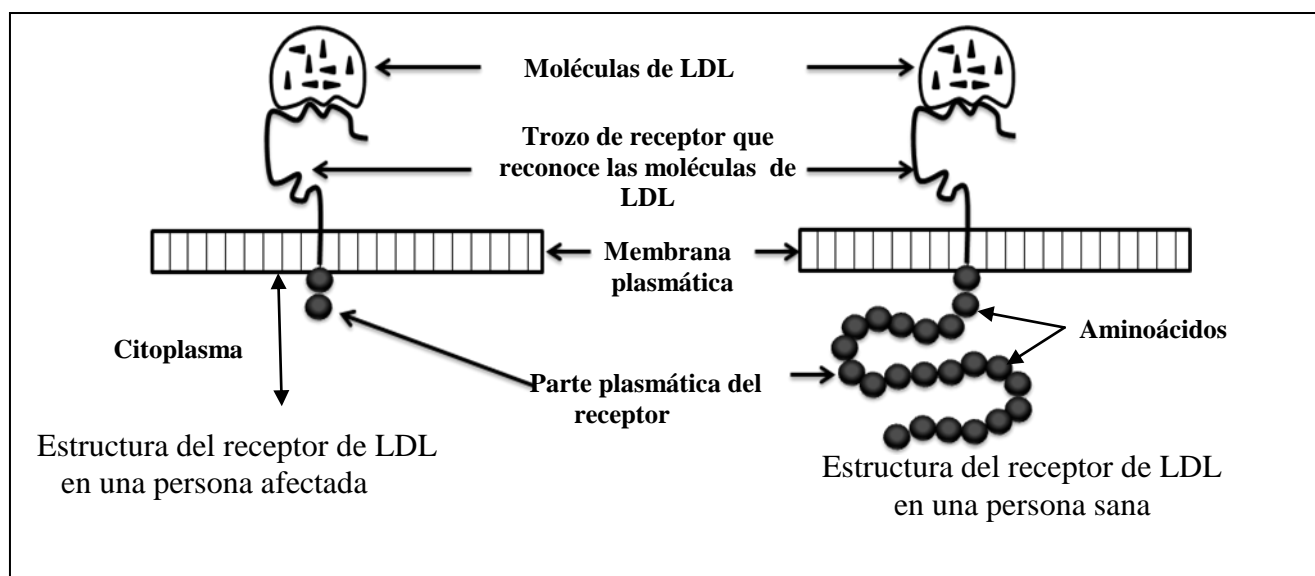 Moléculas de LDL
Trozo de receptor que
reconoce las moléculas de
LDL
Membrana
plasmática
Citoplasma
Aminoácidos
Parte plasmática del
receptor
Estructura del receptor de LDL
en una persona afectada
Estructura del receptor de LDL
en una persona sana